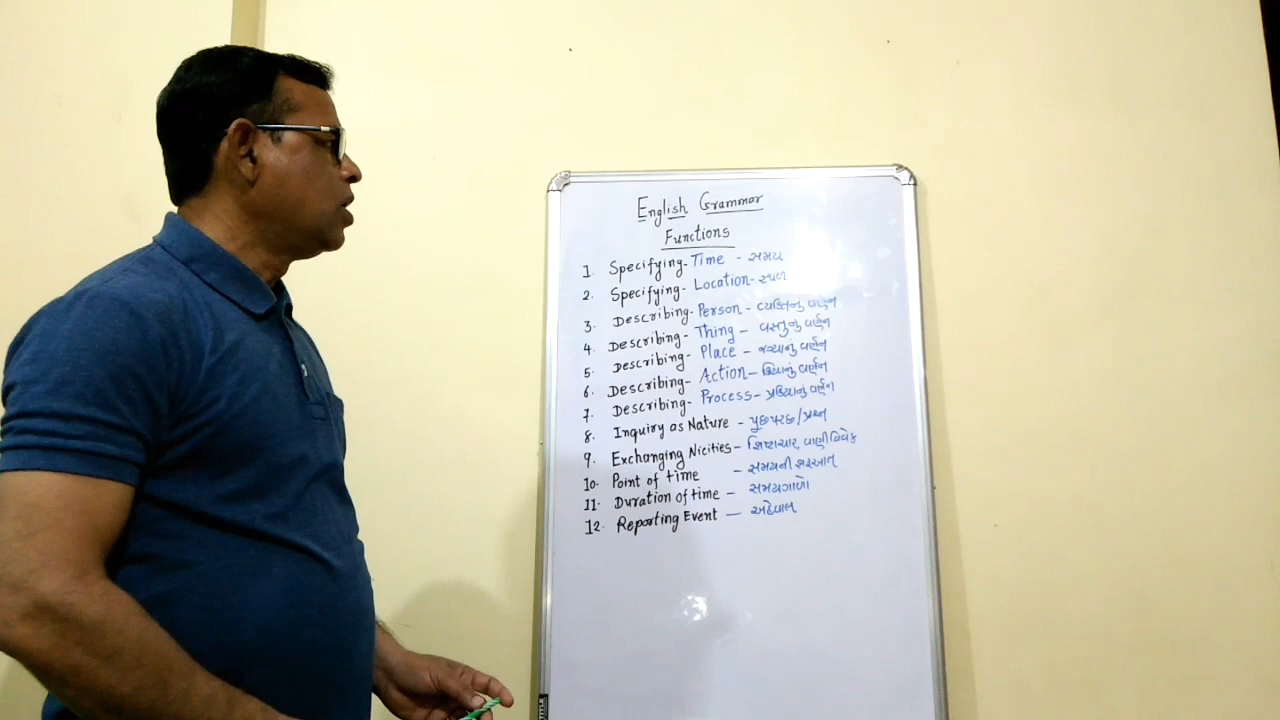 English Grammar
Functions
1. Specifying- Time - સમય
2. Specifying- Location- સ્થળ
3. Describing- Person - વ્યક્તિનું વર્ણન
4. Describing- Thing - વસ્તુનું વર્ણન
5. Describing- Place - જગ્યાનું વર્ણન
6. Describing- Action - ક્રિયાનું વર્ણન
7. Describing- Process - પ્રક્રિયાનું વર્ણન
8. Inquiry as Nature - પૂછપરછ/પ્રશ્ન
9. Exchanging Nicities - શિષ્ટાચાર, વાણીવિવેક
10. Point of time - સમયની શરૂઆત
11. Duration of time - સમયગાળો
12. Reporting Event - અહેવાલ